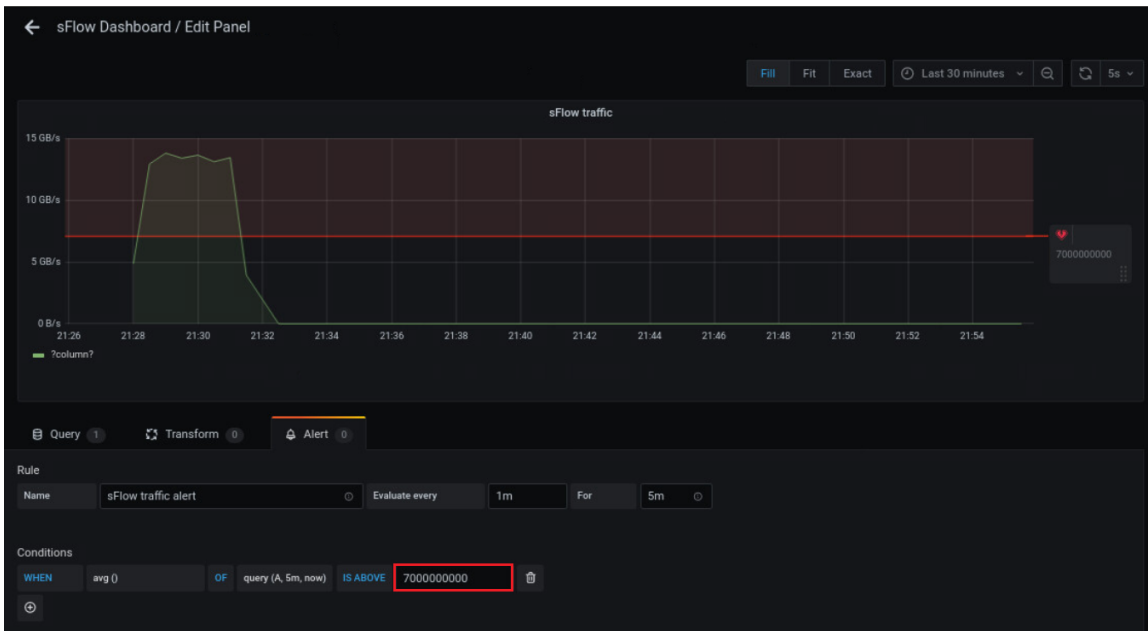 sFlow Dashboard / Edit Panel
Fill Fit Exact Last 30 minutes 5s
sFlow traffic
15 GB/s
10 GB/s
7000000000
5 GB/s
0 B/s
21:26 21:28 21:30 21:32 21:34 21:36 21:38 21:40 21:42 21:44 21:46 21:48 21:50 21:52 21:54
?column?
Query 1 Transform 0 Alert 0
Rule
Name sFlow traffic alert Evaluate every 1m For 5m
Conditions
WHEN avg () OF query (A, 5m, now) IS ABOVE 7000000000